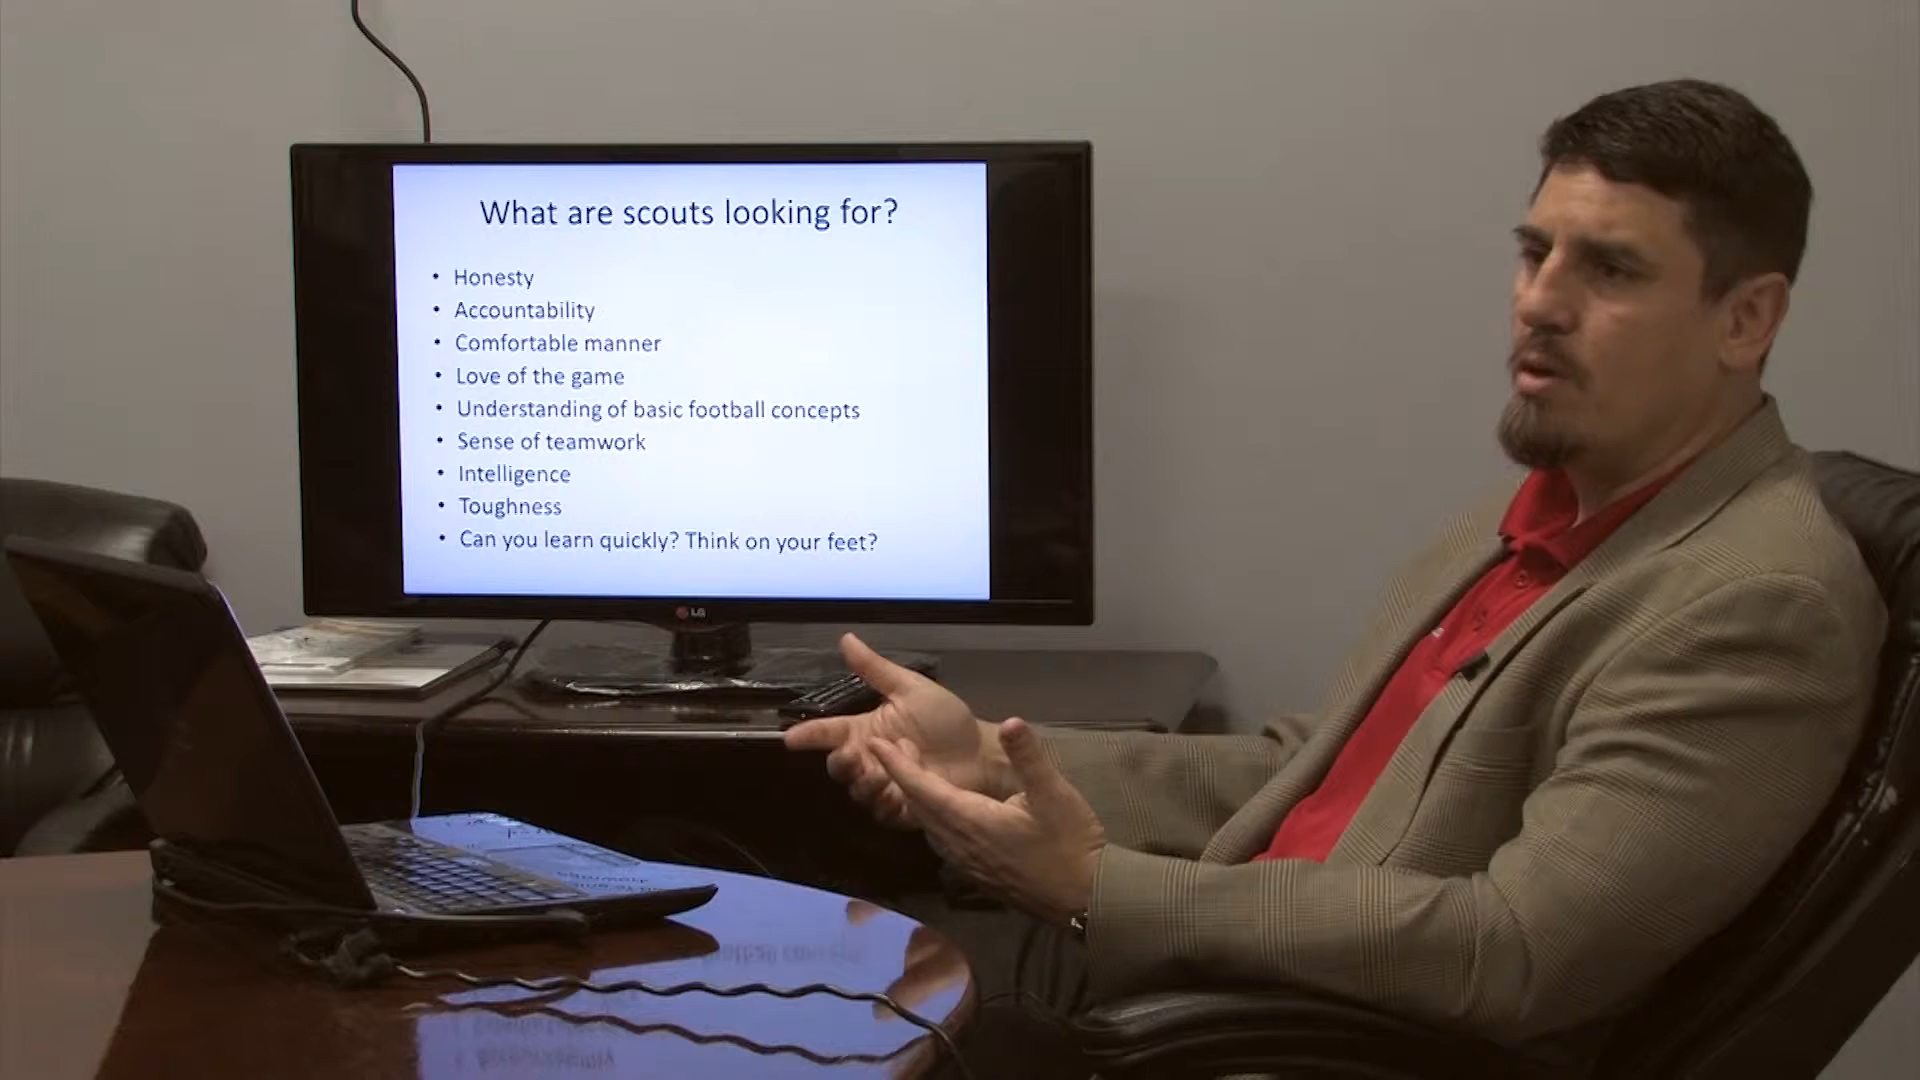 What are scouts looking for?
• Honesty
• Accountability
• Comfortable manner
• Love of the game
• Understanding of basic football concepts
• Sense of teamwork
• Intelligence
• Toughness
• Can you learn quickly? Think on your feet?
LG